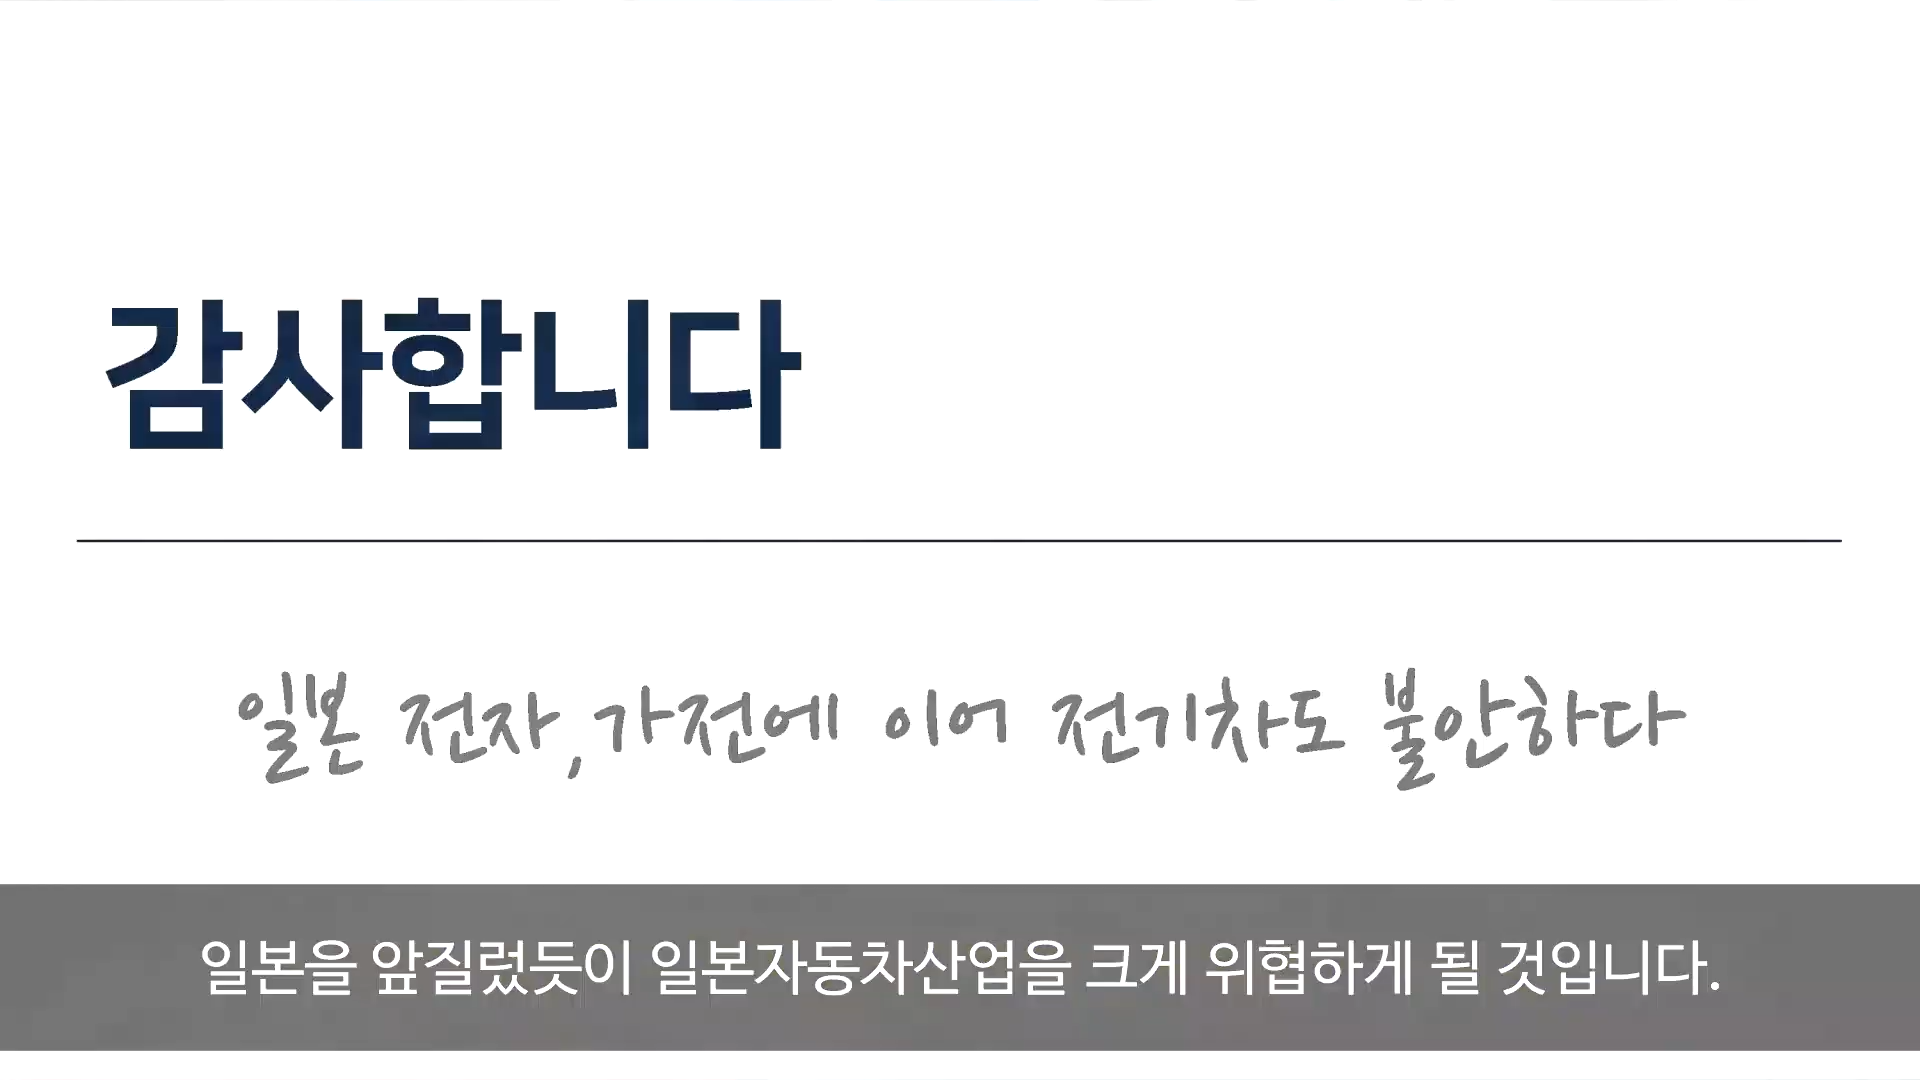 감사합니다
일본 전자,가전에 이어 전기차도 불안하다
일본을 앞질렀듯이 일본자동차산업을 크게 위협하게 될 것입니다.